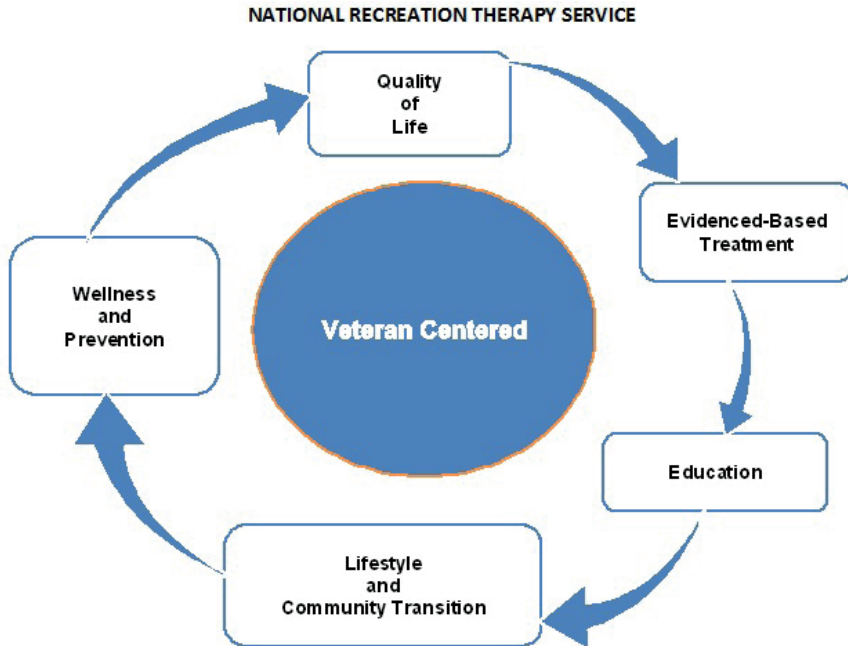 NATIONAL RECREATION THERAPY SERVICE
Quality
of
Life
Evidenced-Based
Treatment
Education
Lifestyle
and
Community Transition
Wellness
and
Prevention
Veteran Centered